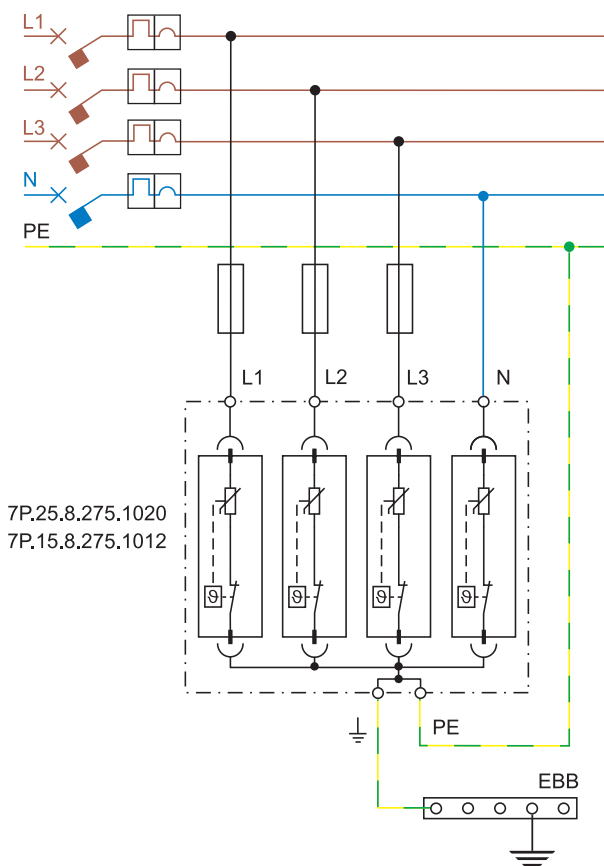 L1
L2
L3
N
PE
L1 L2 L3 N
7P.25.8.275.1020
7P.15.8.275.1012
ϑ ϑ ϑ ϑ
PE
EBB